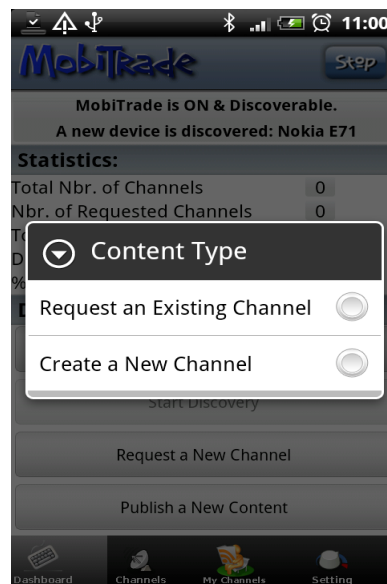 11:00
MobiTrade
Stop
MobiTrade is ON & Discoverable.
A new device is discovered: Nokia E71
Statistics:
Total Nbr. of Channels 0
Nbr. of Requested Channels 0
%
Content Type
Request an Existing Channel
Create a New Channel
Start Discovery
Request a New Channel
Publish a New Content
Dashboard Channels My Channels Setting